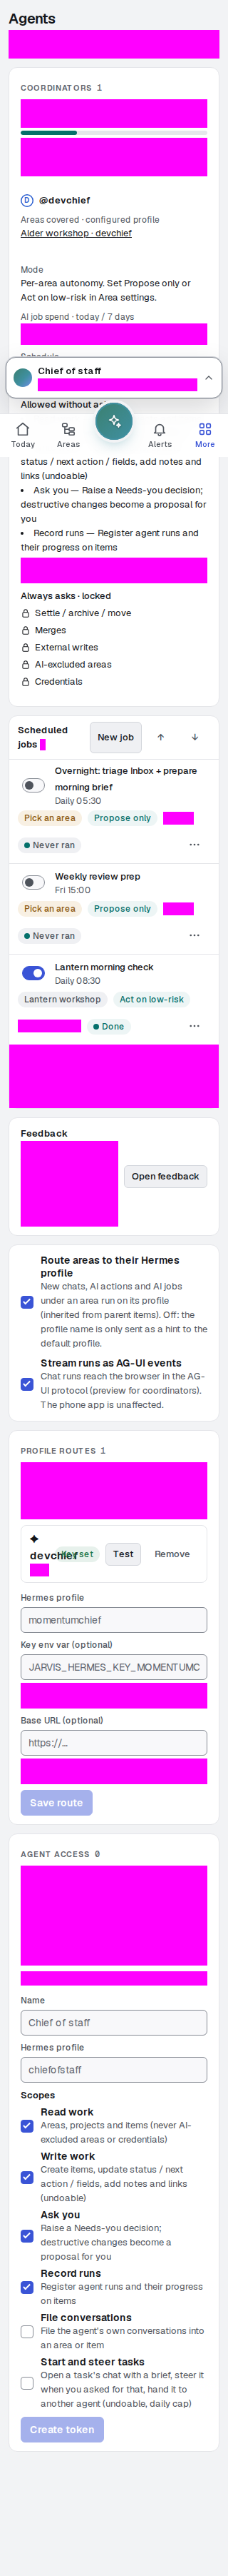 Agents
COORDINATORS 1
D @devchief
Areas covered · configured profile
Alder workshop · devchief
Mode
Per-area autonomy. Set Propose only or
Act on low-risk in Area settings.
AI job spend · today / 7 days
Chief of staff
Allowed without as
Today
Areas
Alerts
More
status / next action / fields, add notes and
links (undoable)
• Ask you — Raise a Needs-you decision;
destructive changes become a proposal for
you
• Record runs — Register agent runs and
their progress on items
Always asks · locked
Settle / archive / move
Merges
External writes
AI-excluded areas
Credentials
Scheduled
jobs
New job
↑
↓
Overnight: triage Inbox + prepare
morning brief
Daily 05:30
Pick an area
Propose only
Never ran
...
Weekly review prep
Fri 15:00
Pick an area
Propose only
Never ran
...
Lantern morning check
Daily 08:30
Lantern workshop
Act on low-risk
Done
...
Feedback
Open feedback
Route areas to their Hermes
profile
New chats, AI actions and AI jobs
under an area run on its profile
(inherited from parent items). Off: the
profile name is only sent as a hint to the
default profile.
Stream runs as AG-UI events
Chat runs reach the browser in the AG-
UI protocol (preview for coordinators).
The phone app is unaffected.
PROFILE ROUTES 1
devchief
Key set
Test
Remove
Hermes profile
momentumchief
Key env var (optional)
JARVIS_HERMES_KEY_MOMENTUMC
Base URL (optional)
https://…
Save route
AGENT ACCESS 0
Name
Chief of staff
Hermes profile
chiefofstaff
Scopes
Read work
Areas, projects and items (never AI-
excluded areas or credentials)
Write work
Create items, update status / next
action / fields, add notes and links
(undoable)
Ask you
Raise a Needs-you decision;
destructive changes become a
proposal for you
Record runs
Register agent runs and their progress
on items
File conversations
File the agent's own conversations into
an area or item
Start and steer tasks
Open a task's chat with a brief, steer it
when you asked for that, hand it to
another agent (undoable, daily cap)
Create token